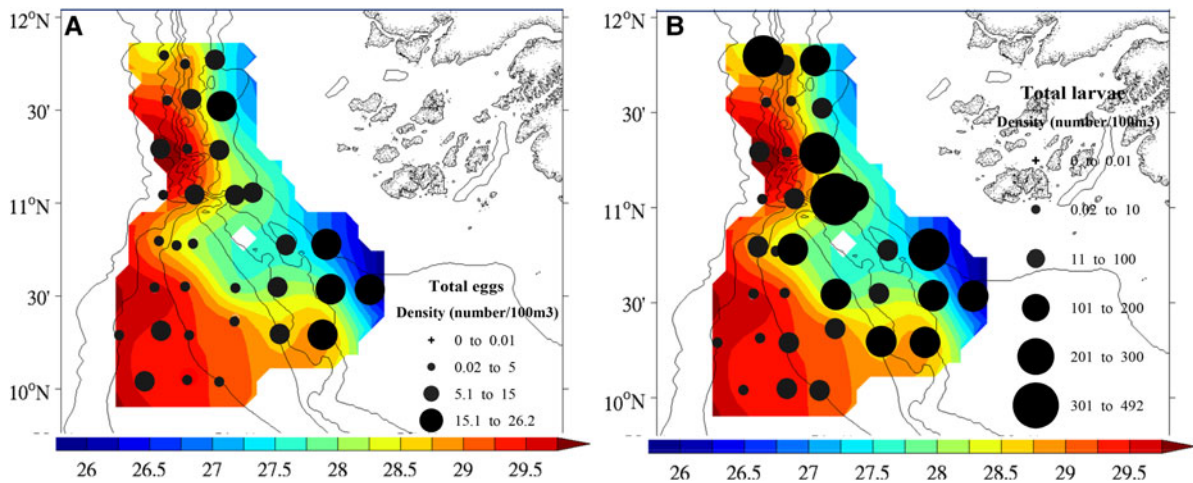 A
12°N
30'
11°N
30'
10°N
Total eggs
Density (number/100m3)
0 to 0.01
0.02 to 5
5.1 to 15
15.1 to 26.2
26 26.5 27 27.5 28 28.5 29 29.5
B
12°N
30'
11°N
30'
10°N
Total larvae
Density (number/100m3)
0 to 0.01
0.02 to 10
11 to 100
101 to 200
201 to 300
301 to 492
26 26.5 27 27.5 28 28.5 29 29.5